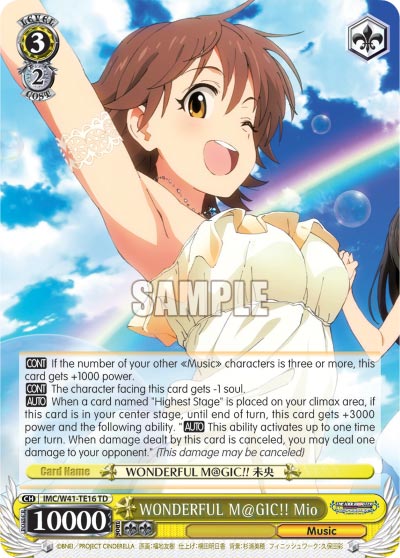 LEVEL
3
2
COST
SAMPLE
CONT If the number of your other «Music» characters is three or more, this
card gets +1000 power.
CONT The character facing this card gets -1 soul.
AUTO When a card named "Highest Stage" is placed on your climax area, if
this card is in your center stage, until end of turn, this card gets +3000
power and the following ability. "AUTO This ability activates up to one time
per turn. When damage dealt by this card is canceled, you may deal one
damage to your opponent." (This damage may be canceled)
Card Name WONDERFUL M@GIC!! 未央
CH IMC/W41-TE16 TD
10000
WONDERFUL M@GIC!! Mio
Music
©BNEI / PROJECT CINDERELLA